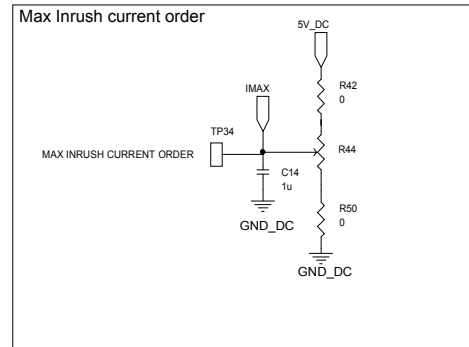 Max Inrush current order
5V_DC
R42
0
IMAX
TP34
R44
MAX INRUSH CURRENT ORDER
C14
1u
R50
0
GND_DC
GND_DC